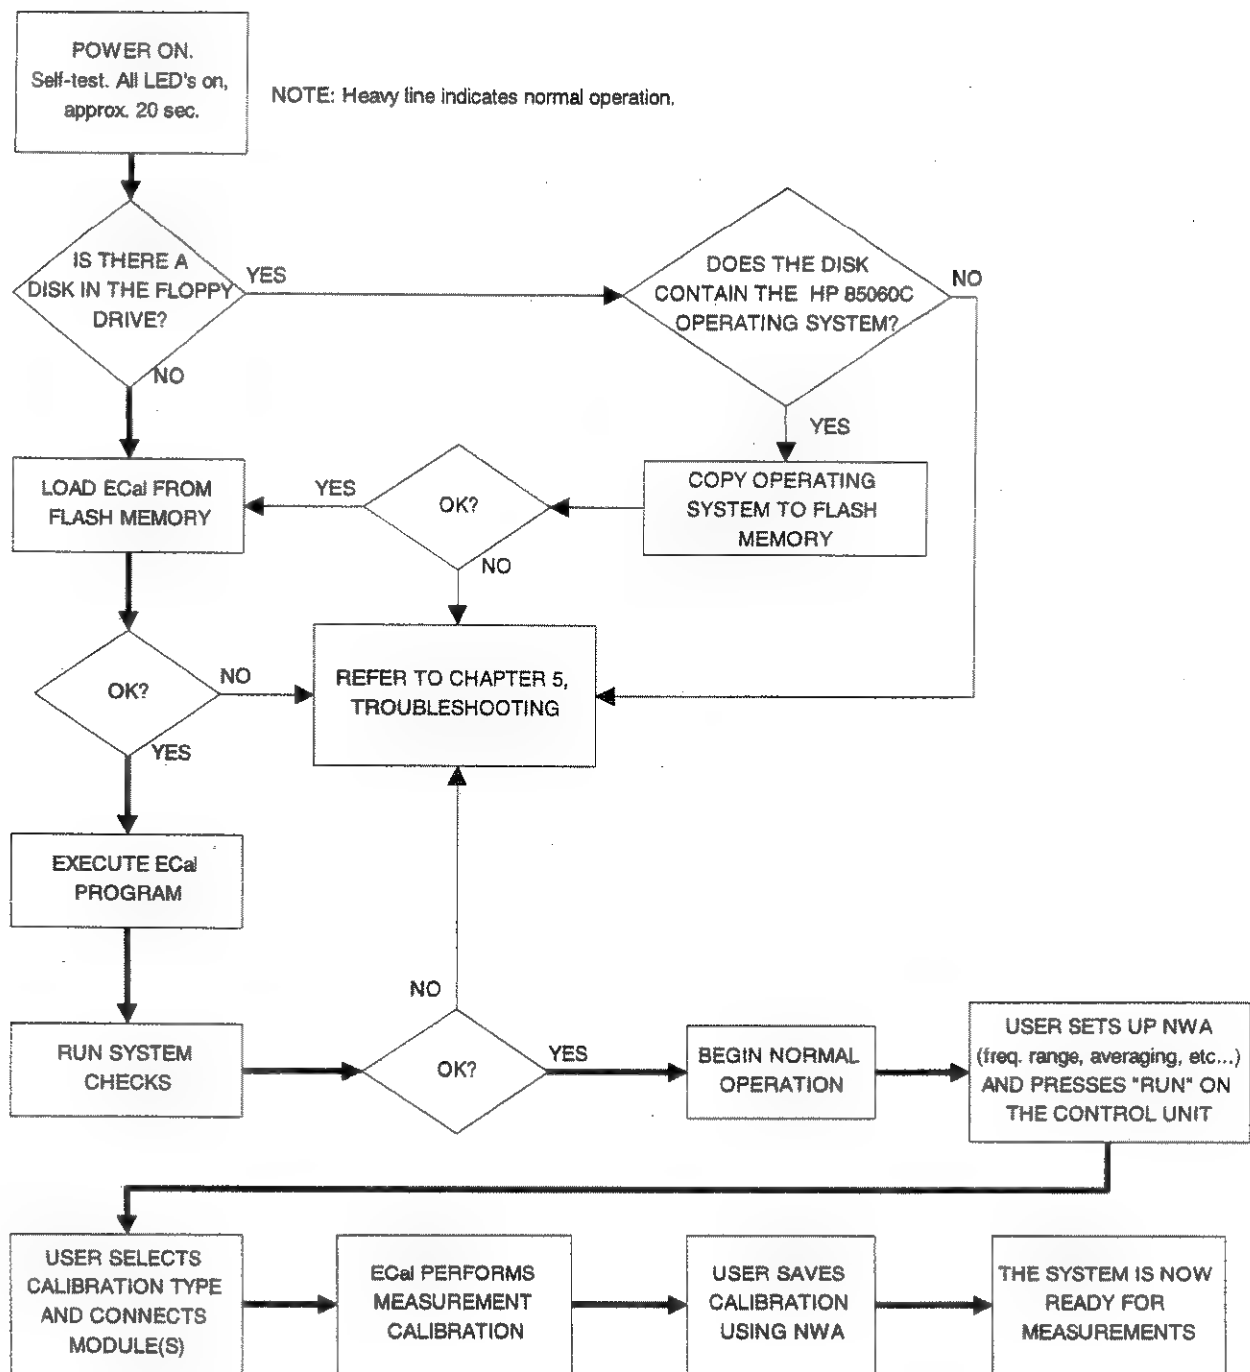 POWER ON.
Self-test. All LED's on,
approx. 20 sec.
NOTE: Heavy line indicates normal operation.
IS THERE A
DISK IN THE FLOPPY
DRIVE?
YES
NO
DOES THE DISK
CONTAIN THE HP 85060C
OPERATING SYSTEM?
NO
YES
LOAD ECal FROM
FLASH MEMORY
YES
OK?
NO
COPY OPERATING
SYSTEM TO FLASH
MEMORY
OK?
NO
YES
REFER TO CHAPTER 5,
TROUBLESHOOTING
EXECUTE ECal
PROGRAM
RUN SYSTEM
CHECKS
NO
OK?
YES
BEGIN NORMAL
OPERATION
USER SETS UP NWA
(freq. range, averaging, etc...)
AND PRESSES "RUN" ON
THE CONTROL UNIT
USER SELECTS
CALIBRATION TYPE
AND CONNECTS
MODULE(S)
ECal PERFORMS
MEASUREMENT
CALIBRATION
USER SAVES
CALIBRATION
USING NWA
THE SYSTEM IS NOW
READY FOR
MEASUREMENTS